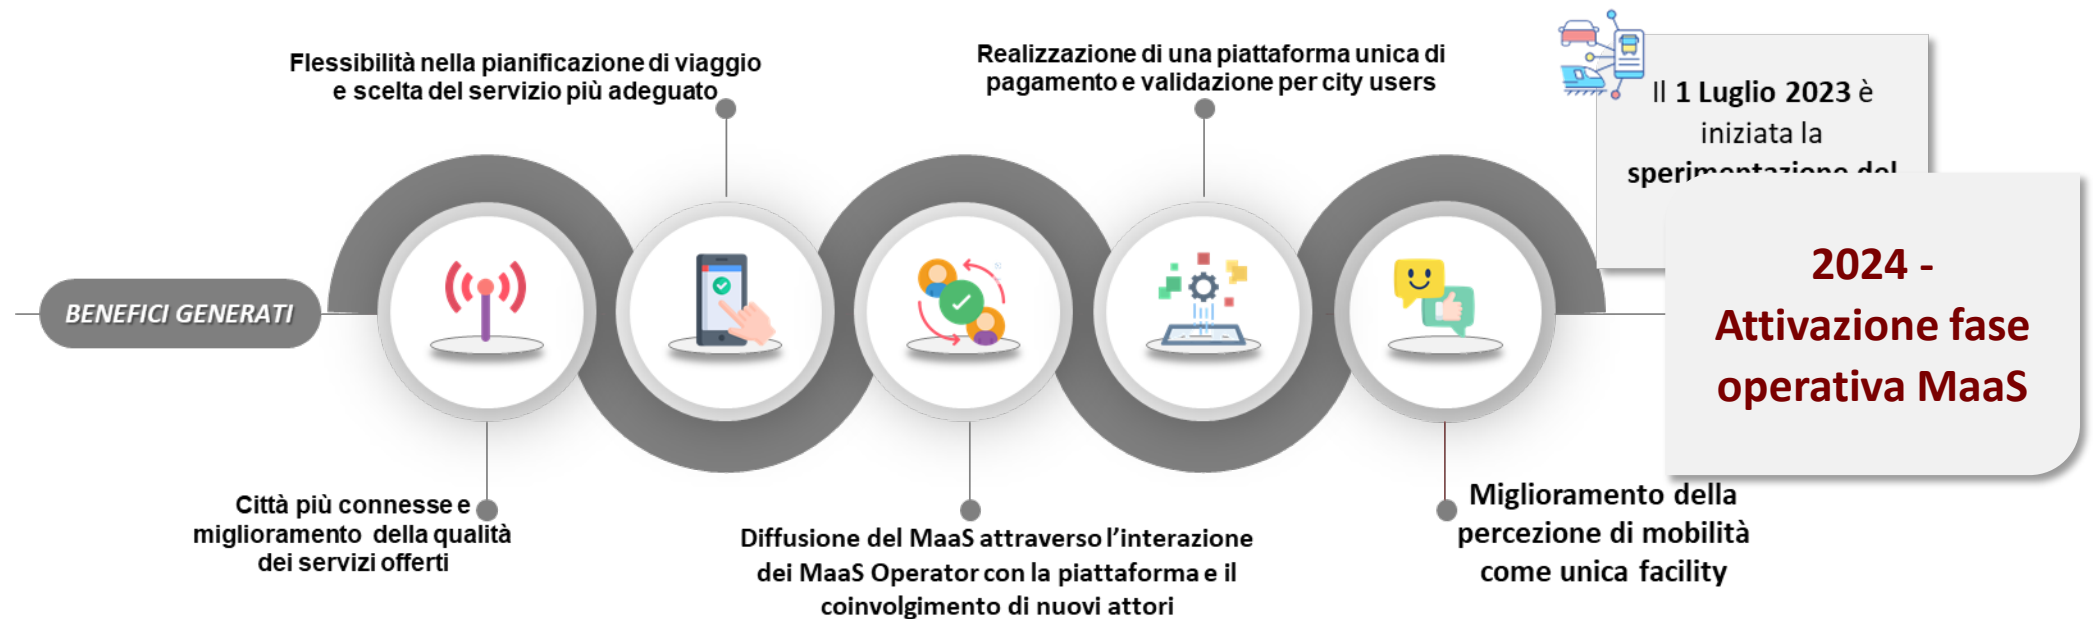 Flessibilità nella pianificazione di viaggio
e scelta del servizio più adeguato
Realizzazione di una piattaforma unica di
pagamento e validazione per city users
Il 1 Luglio 2023 è
iniziata la
sperimentazione del
2024 -
Attivazione fase
operativa MaaS
BENEFICI GENERATI
Città più connesse e
miglioramento della qualità
dei servizi offerti
Diffusione del MaaS attraverso l'interazione
dei MaaS Operator con la piattaforma e il
coinvolgimento di nuovi attori
Miglioramento della
percezione di mobilità
come unica facility